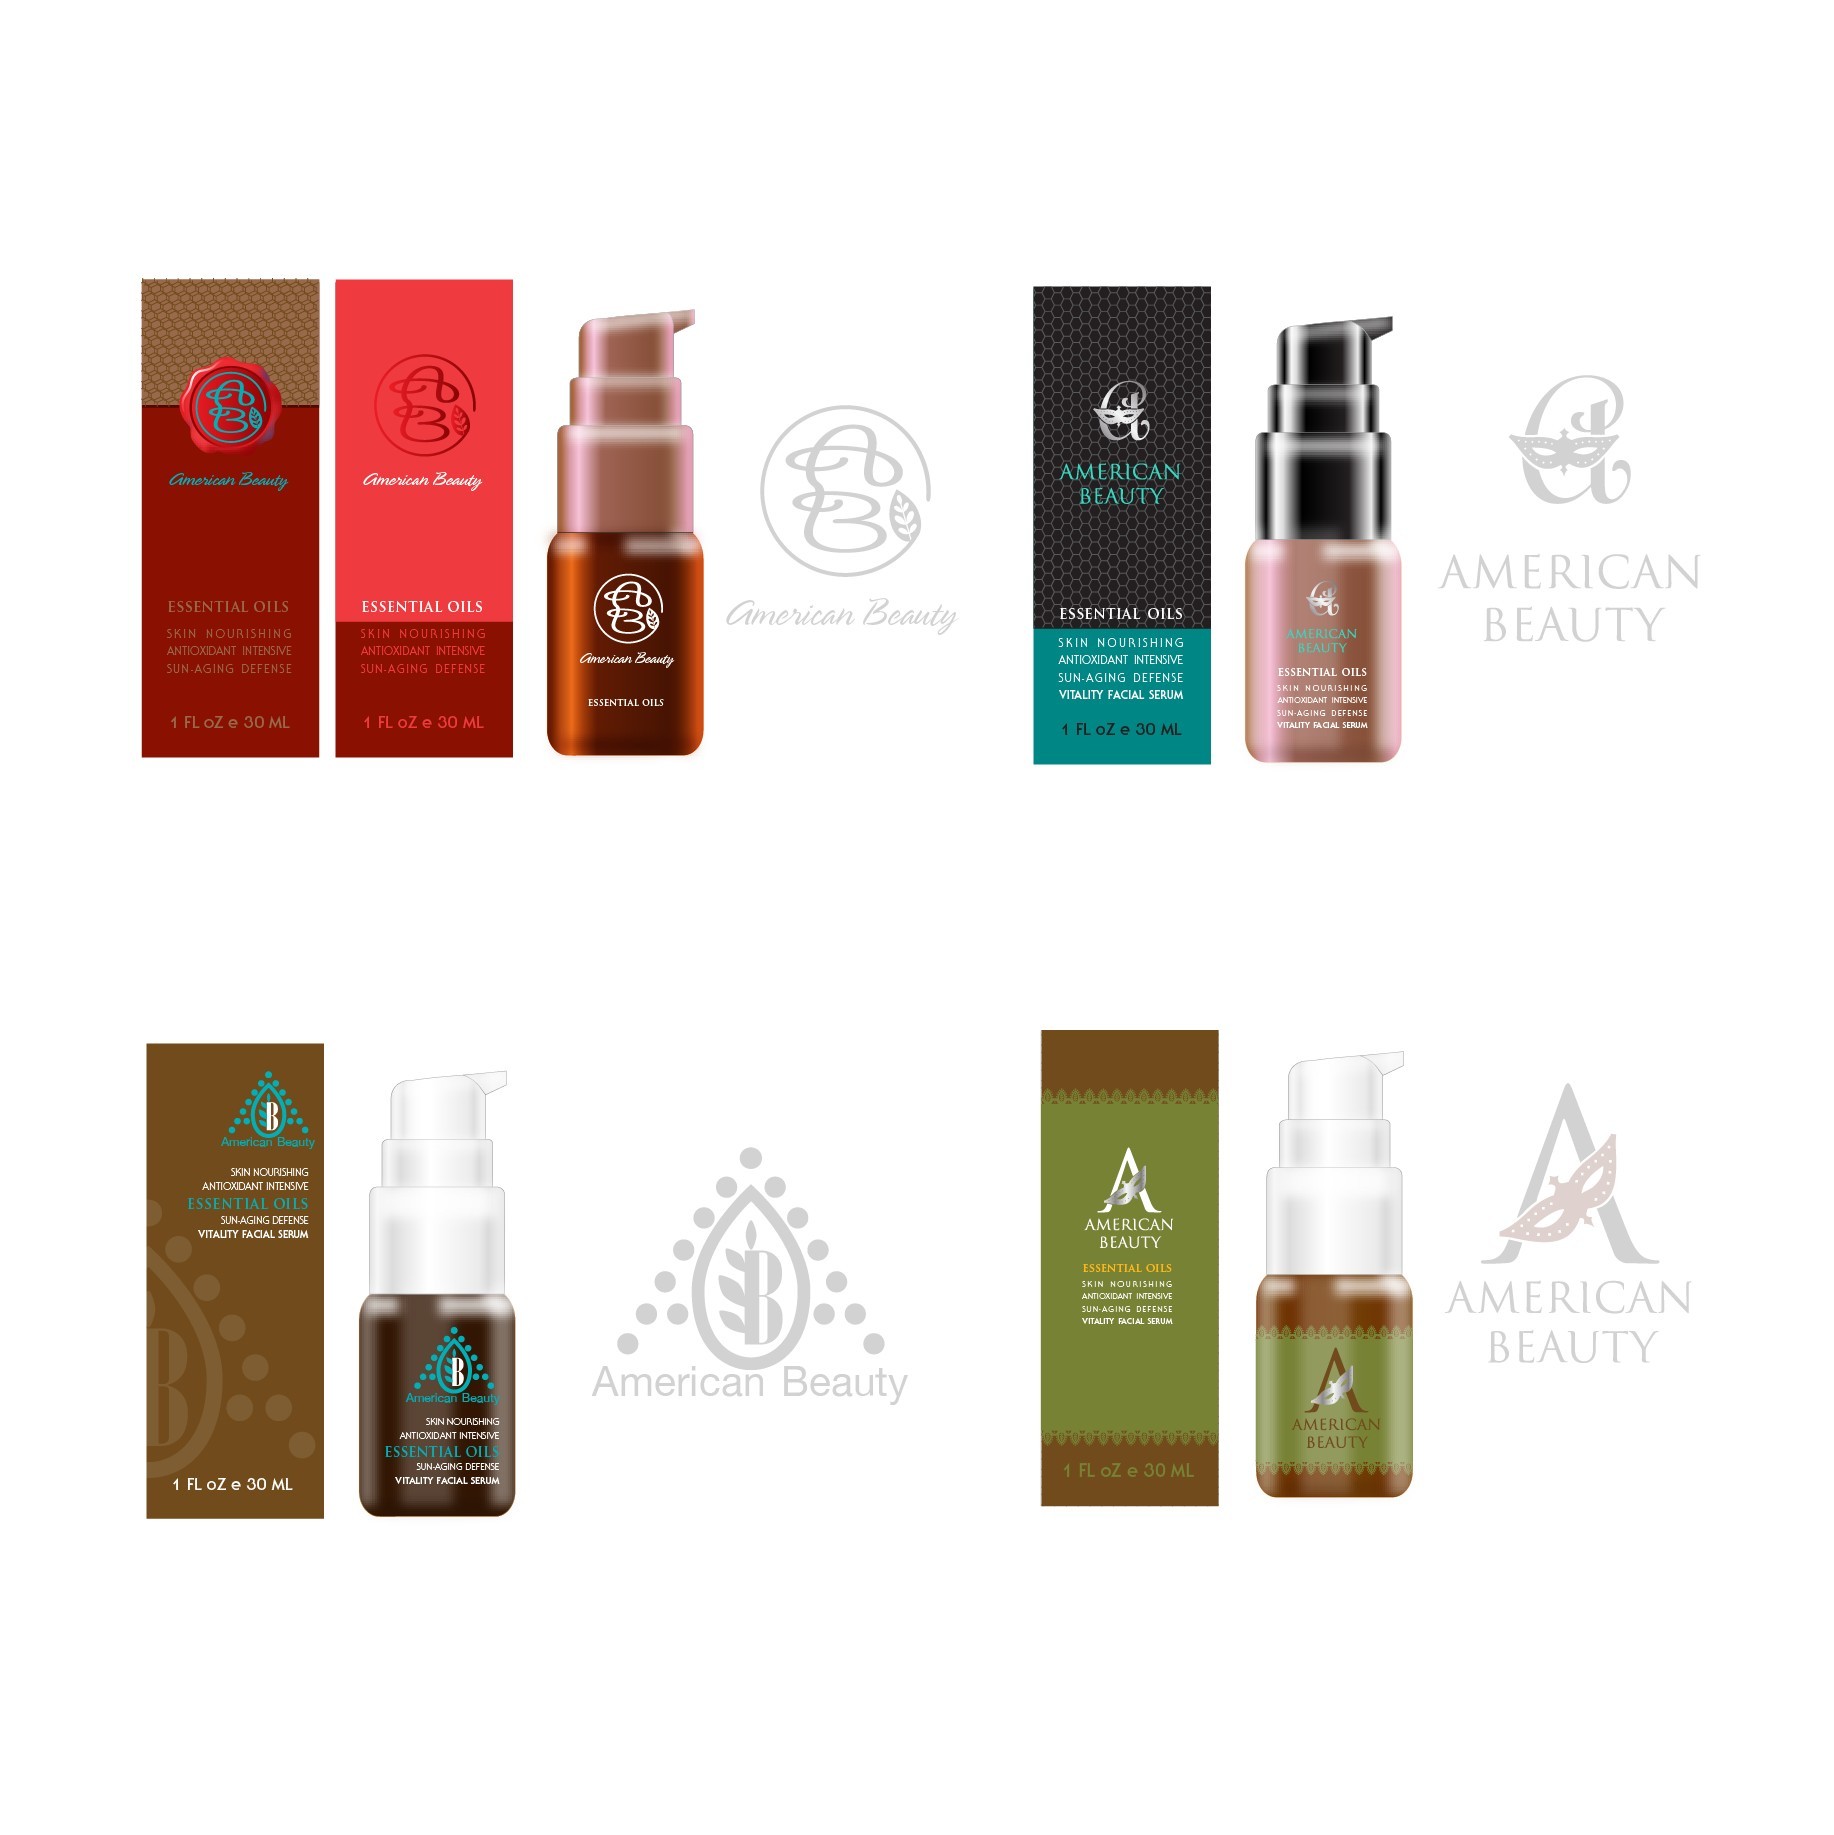 American Beauty
ESSENTIAL OILS
SKIN NOURISHING
ANTIOXIDANT INTENSIVE
SUN-AGING DEFENSE
1 FL oZ e 30 ML
American Beauty
ESSENTIAL OILS
SKIN NOURISHING
ANTIOXIDANT INTENSIVE
SUN-AGING DEFENSE
1 FL oZ e 30 ML
AB
American Beauty
ESSENTIAL OILS
AB
American Beauty
AMERICAN
BEAUTY
ESSENTIAL OILS
SKIN NOURISHING
ANTIOXIDANT INTENSIVE
SUN-AGING DEFENSE
VITALITY FACIAL SERUM
1 FL oZ e 30 ML
AMERICAN
BEAUTY
ESSENTIAL OILS
SKIN NOURISHING
ANTIOXIDANT INTENSIVE
SUN-AGING DEFENSE
VITALITY FACIAL SERUM
AMERICAN
BEAUTY
B
American Beauty
SKIN NOURISHING
ANTIOXIDANT INTENSIVE
ESSENTIAL OILS
SUN-AGING DEFENSE
VITALITY FACIAL SERUM
B
1 FL oZ e 30 ML
B
American Beauty
SKIN NOURISHING
ANTIOXIDANT INTENSIVE
ESSENTIAL OILS
SUN-AGING DEFENSE
VITALITY FACIAL SERUM
B
American Beauty
A
AMERICAN
BEAUTY
ESSENTIAL OILS
SKIN NOURISHING
ANTIOXIDANT INTENSIVE
SUN-AGING DEFENSE
VITALITY FACIAL SERUM
1 FL oZ e 30 ML
A
AMERICAN
BEAUTY
A
AMERICAN
BEAUTY